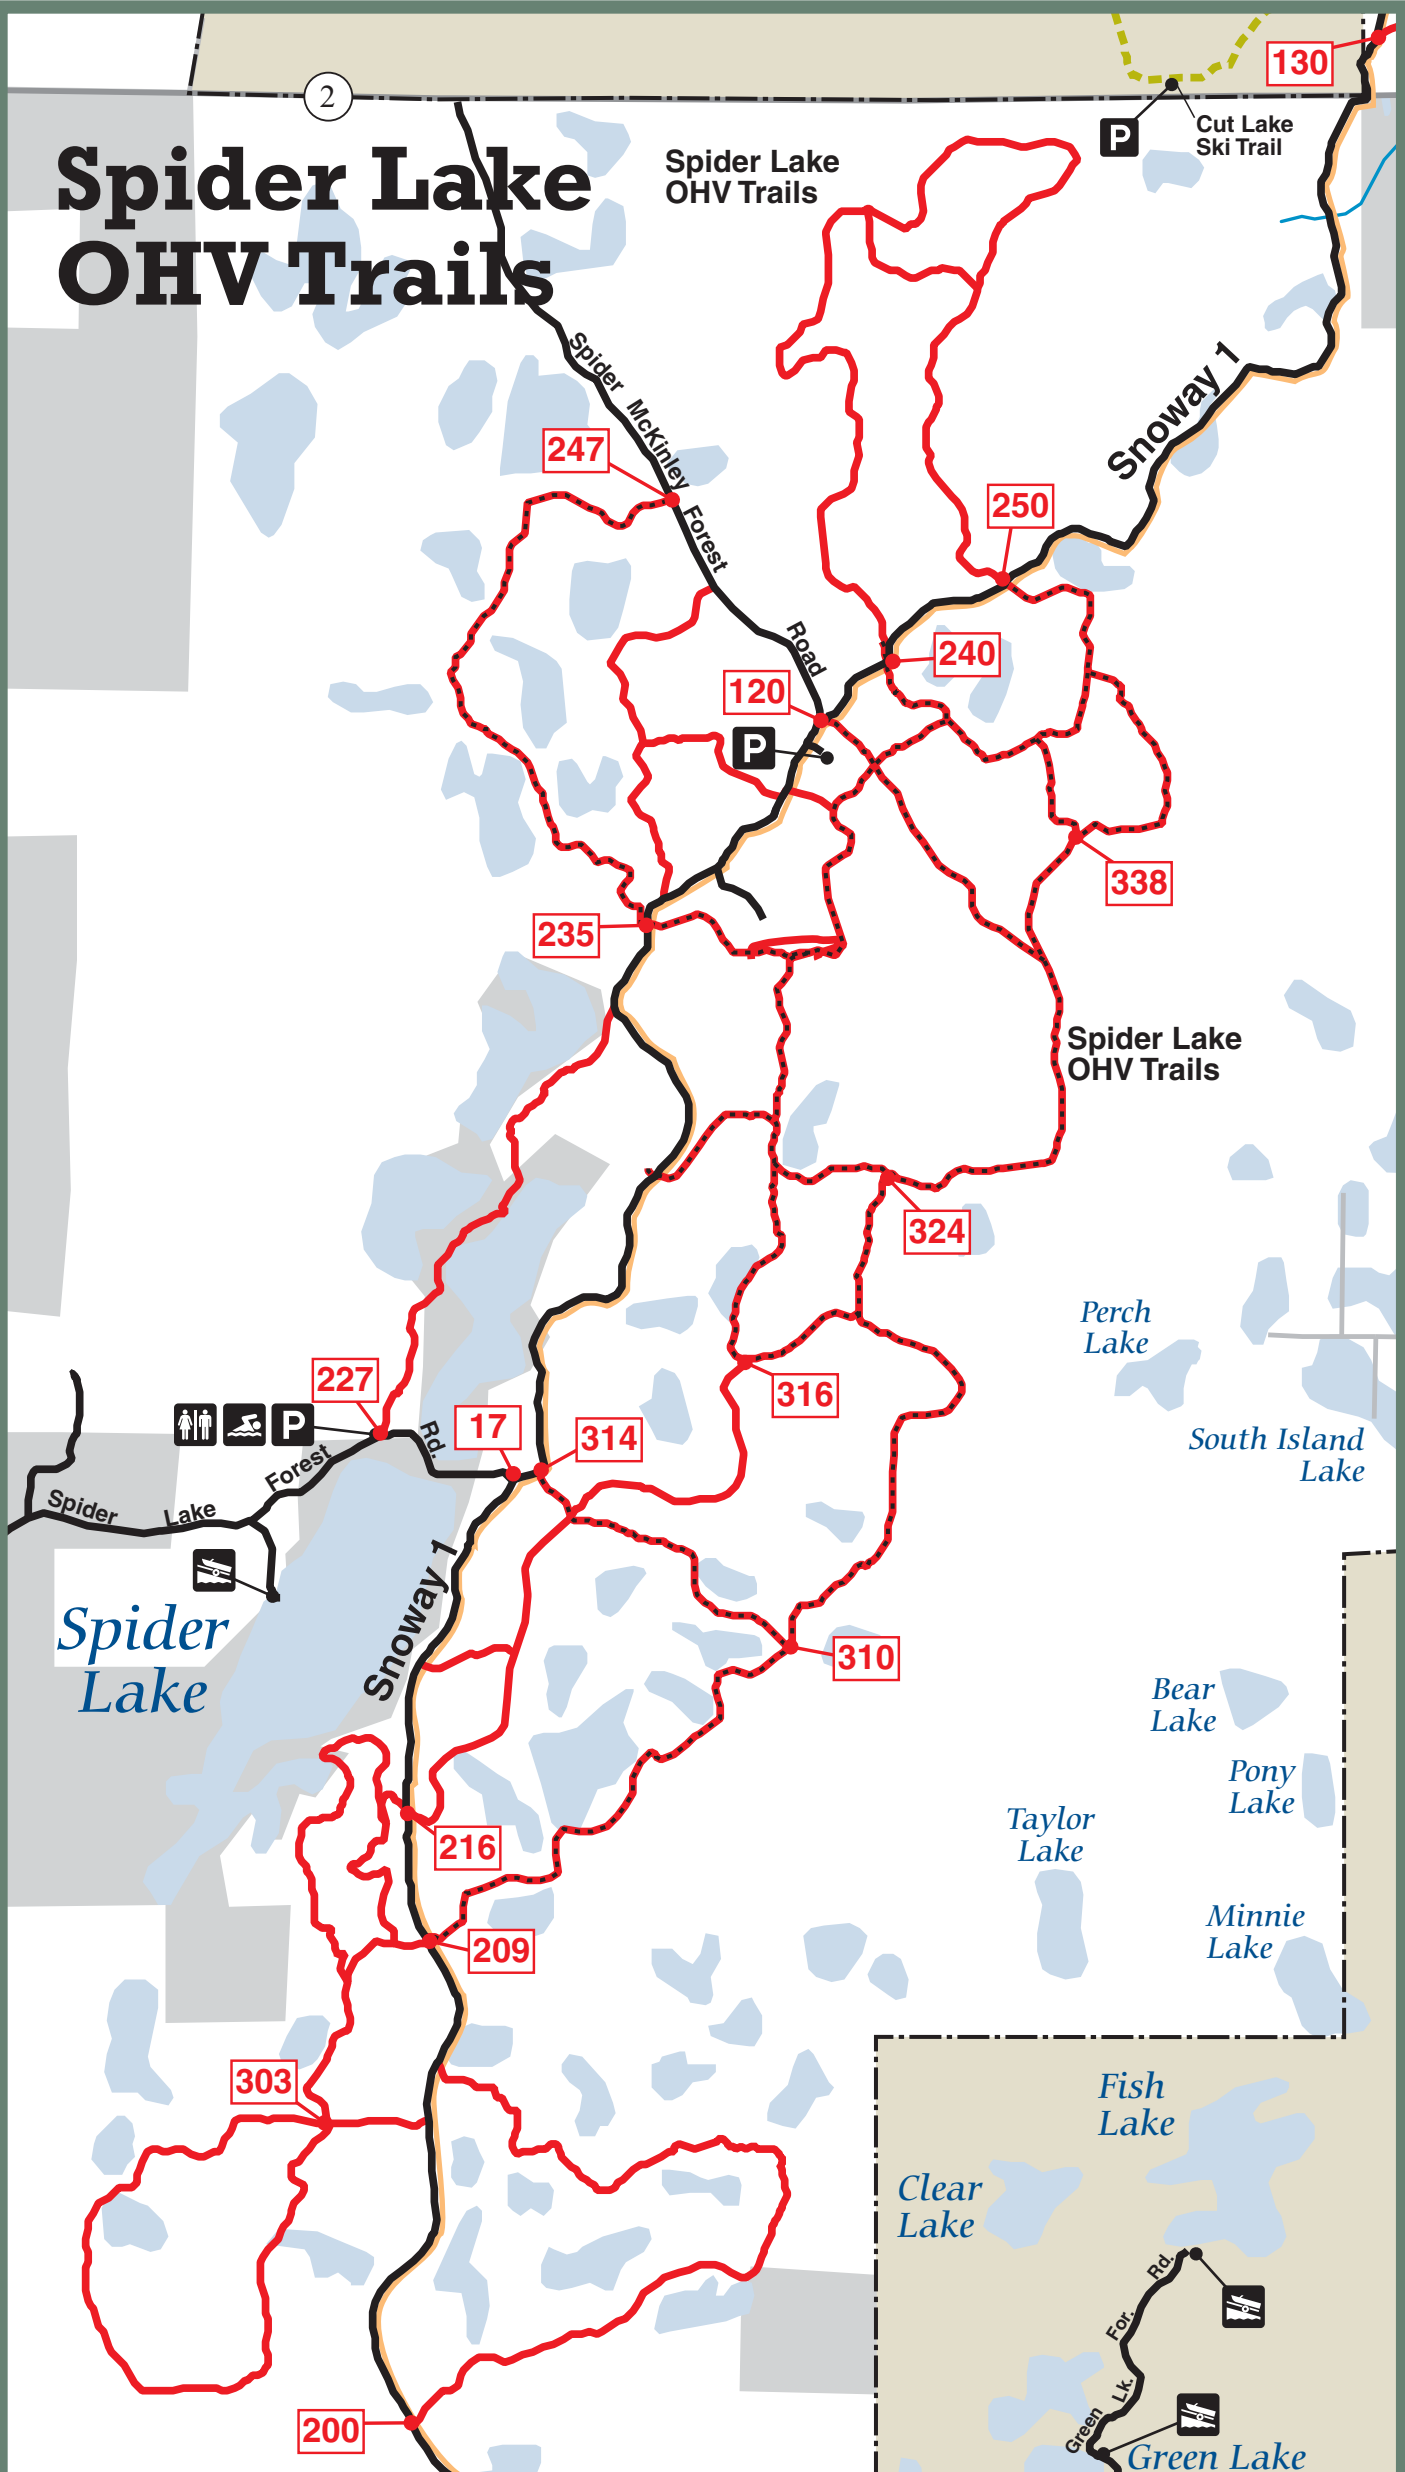 130
2
Cut Lake
Ski Trail
P
Spider Lake
OHV Trails
Spider Lake
OHV Trails
Spider McKinley Forest Road
Snoway 1
247
250
240
120
P
338
235
Spider Lake
OHV Trails
324
Perch
Lake
316
227
P
17
314
South Island
Lake
Spider Lake Forest Rd.
Snoway 1
Spider
Lake
310
Bear
Lake
Pony
Lake
Taylor
Lake
216
Minnie
Lake
209
303
Fish
Lake
Clear
Lake
Green Lk. For. Rd.
200
Green Lake